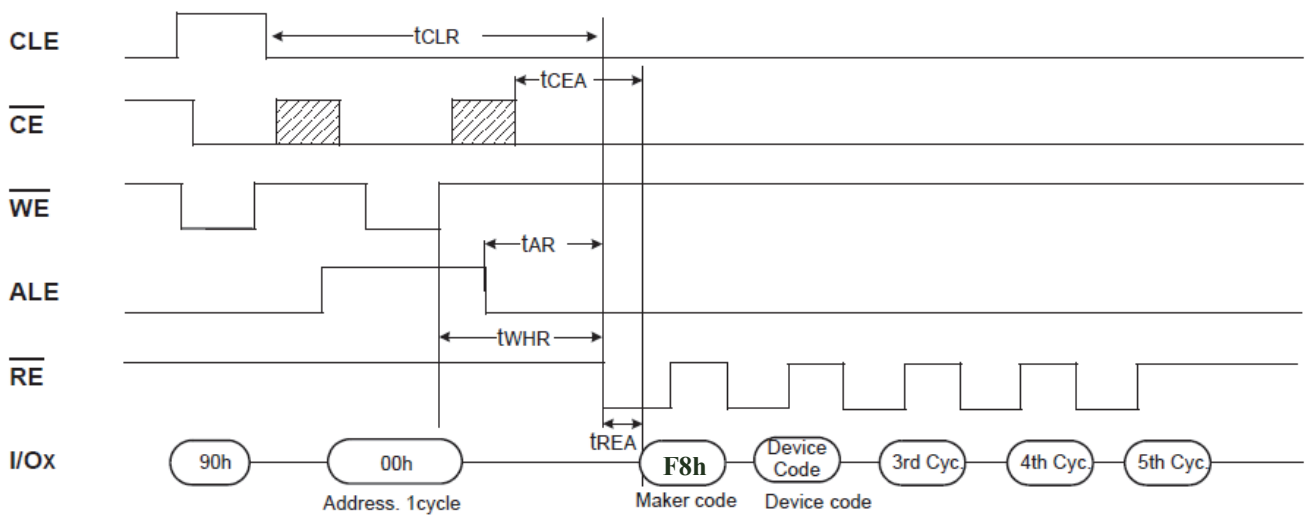 CLE
tCLR
tCEA
CE
WE
tAR
ALE
tWHR
RE
tREA
I/Ox
90h
00h
F8h
Device
Code
3rd Cyc.
4th Cyc.
5th Cyc.
Address. 1cycle
Maker code
Device code